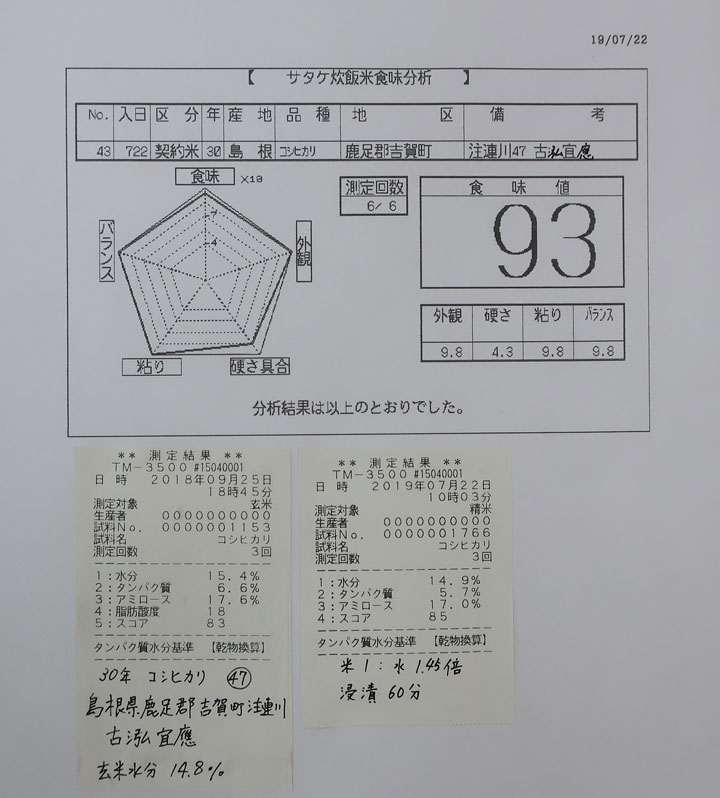 19/07/22
【 サタケ炊飯米食味分析 】
No. 入日 区分 年 産地 品種 地区 備考
43 722 契約米 30 島根 コシヒカリ 鹿足郡吉賀町 注連川47 古泓宜應
食味 ×10
7
4
バランス
外観
粘り
硬さ具合
測定回数
6/ 6
食味値
93
外観 硬さ 粘り バランス
9.8 4.3 9.8 9.8
分析結果は以上のとおりでした。
** 測定結果 **
TM-3500 #15040001
日時 2018年09月25日
18時45分
測定対象 玄米
生産者 0000000000
試料No. 0000001153
試料名 コシヒカリ
測定回数 3回
1:水分 15.4%
2:タンパク質 6.6%
3:アミロース 17.6%
4:脂肪酸度 18
5:スコア 83
タンパク質水分基準 【乾物換算】
30年 コシヒカリ ㊼
島根県鹿足郡吉賀町注連川
古泓宜應
玄米水分 14.8%
** 測定結果 **
TM-3500 #15040001
日時 2019年07月22日
10時03分
測定対象 精米
生産者 0000000000
試料No. 0000001766
試料名 コシヒカリ
測定回数 3回
1:水分 14.9%
2:タンパク質 5.7%
3:アミロース 17.0%
4:スコア 85
タンパク質水分基準 【乾物換算】
米1:水1.45倍
浸漬60分